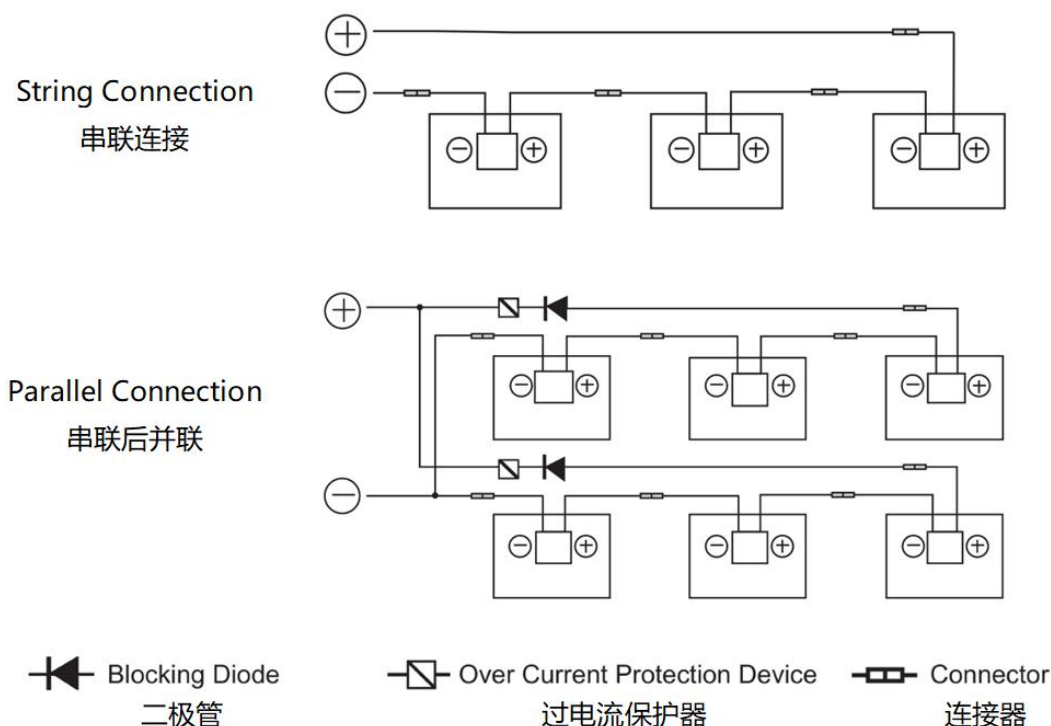 String Connection
串联连接
Parallel Connection
串联后并联
Blocking Diode
二极管
Over Current Protection Device
过电流保护器
Connector
连接器